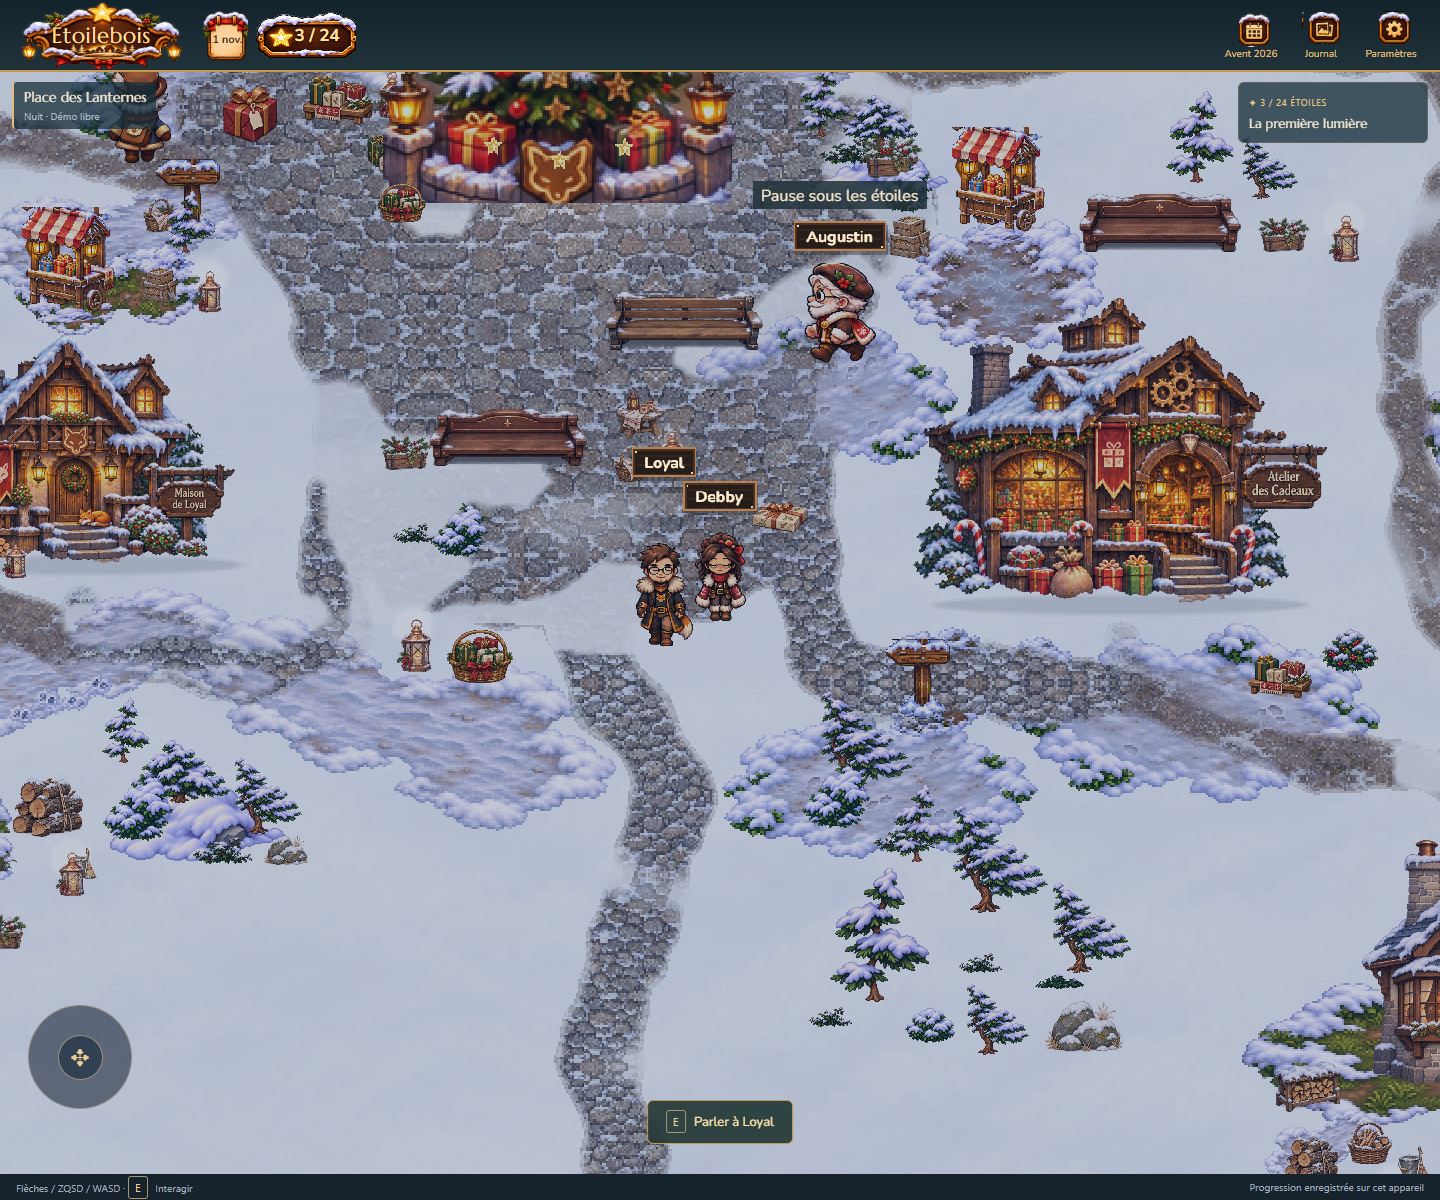 Etoilebois
1 nov.
3 / 24
Avent 2026
Journal
Paramètres
Place des Lanternes
Nuit · Démo libre
3 / 24 ÉTOILES
La première lumière
Pause sous les étoiles
Augustin
Loyal
Debby
Maison
de Loyal
Atelier
des Cadeaux
E Parler à Loyal
Flèches / ZQSD / WASD · E Interagir
Progression enregistrée sur cet appareil